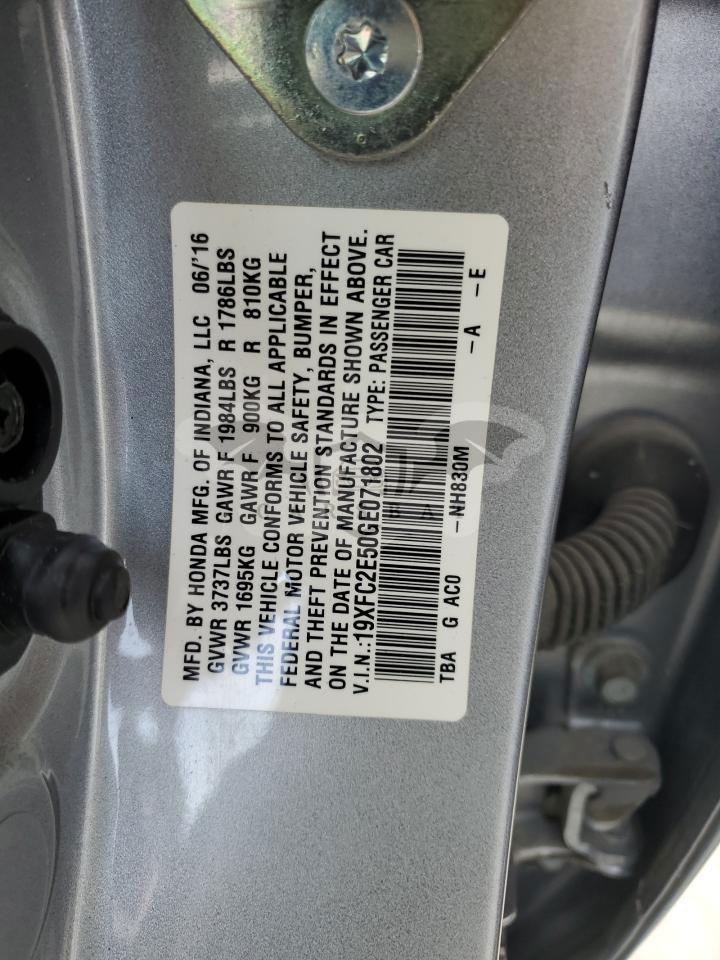 MFD. BY HONDA MFG. OF INDIANA, LLC 06/'16
GVWR 3737LBS GAWR F 1984LBS R 1786LBS
GVWR 1695KG GAWR F 900KG R 810KG
THIS VEHICLE CONFORMS TO ALL APPLICABLE
FEDERAL MOTOR VEHICLE SAFETY, BUMPER,
AND THEFT PREVENTION STANDARDS IN EFFECT
ON THE DATE OF MANUFACTURE SHOWN ABOVE.
V.I.N.:19XFC2E50GE071802 TYPE: PASSENGER CAR
TBA G AC0 -NH830M -A -E